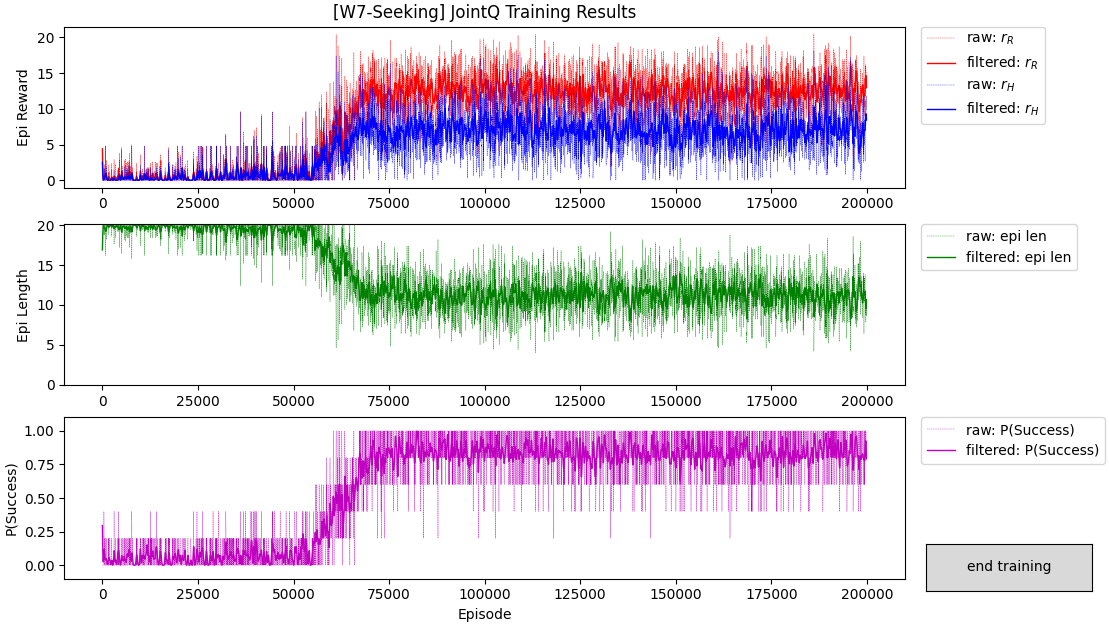 [W7-Seeking] JointQ Training Results
Epi Reward
20
15
10
5
0
0 25000 50000 75000 100000 125000 150000 175000 200000
raw: r_R
filtered: r_R
raw: r_H
filtered: r_H
Epi Length
20
15
10
5
0
0 25000 50000 75000 100000 125000 150000 175000 200000
raw: epi len
filtered: epi len
P(Success)
1.00
0.75
0.50
0.25
0.00
0 25000 50000 75000 100000 125000 150000 175000 200000
Episode
raw: P(Success)
filtered: P(Success)
end training